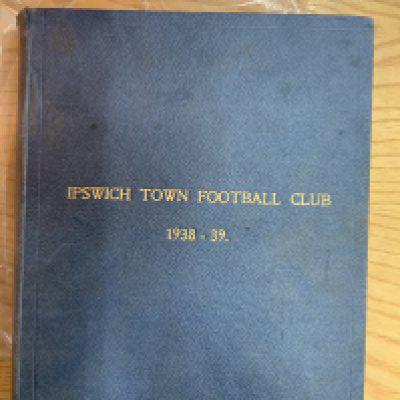 IPSWICH TOWN FOOTBALL CLUB
1938 - 39.